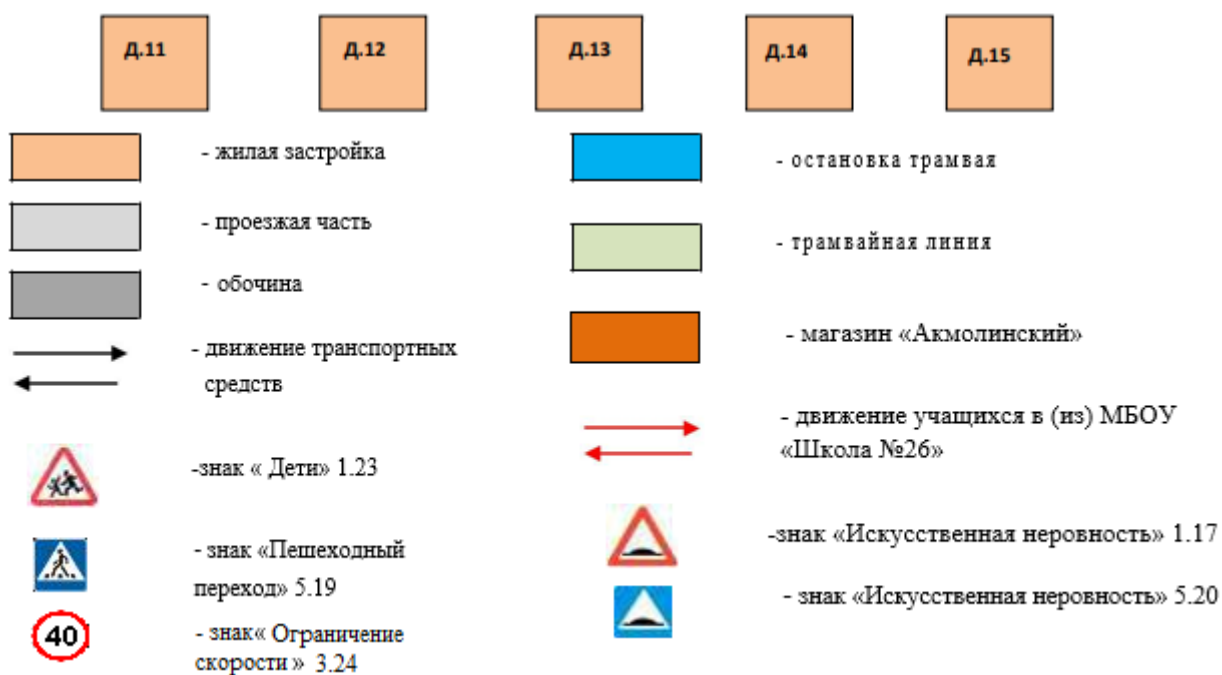 Д.11
Д.12
Д.13
Д.14
Д.15
- жилая застройка
- проезжая часть
- обочина
- движение транспортных
средств
-знак « Дети» 1.23
- знак «Пешеходный
переход» 5.19
40
- знак« Ограничение
скорости » 3.24
- остановка трамвая
- трамвайная линия
- магазин «Акмолинский»
- движение учащихся в (из) МБОУ
«Школа №26»
-знак «Искусственная неровность» 1.17
- знак «Искусственная неровность» 5.20